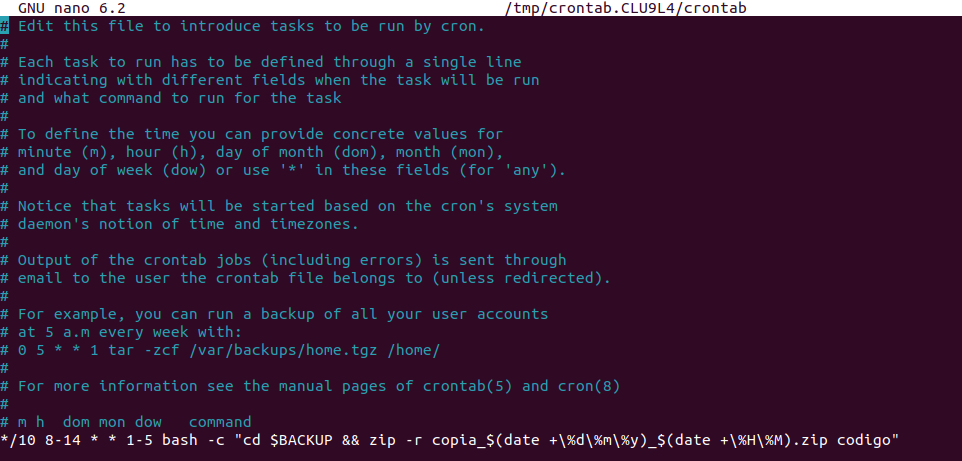 GNU nano 6.2 /tmp/crontab.CLU9L4/crontab
# Edit this file to introduce tasks to be run by cron.
#
# Each task to run has to be defined through a single line
# indicating with different fields when the task will be run
# and what command to run for the task
#
# To define the time you can provide concrete values for
# minute (m), hour (h), day of month (dom), month (mon),
# and day of week (dow) or use '*' in these fields (for 'any').
#
# Notice that tasks will be started based on the cron's system
# daemon's notion of time and timezones.
#
# Output of the crontab jobs (including errors) is sent through
# email to the user the crontab file belongs to (unless redirected).
#
# For example, you can run a backup of all your user accounts
# at 5 a.m every week with:
# 0 5 * * 1 tar -zcf /var/backups/home.tgz /home/
#
# For more information see the manual pages of crontab(5) and cron(8)
#
# m h  dom mon dow   command
*/10 8-14 * * 1-5 bash -c "cd $BACKUP && zip -r copia_$(date +\%d\%m\%y)_$(date +\%H\%M).zip codigo"